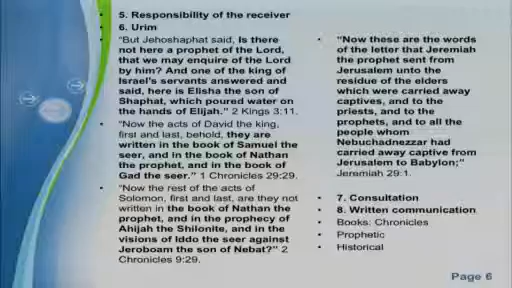 • 5. Responsibility of the receiver
• 6. Urim
• “But Jehoshaphat said, Is there
not here a prophet of the Lord,
that we may enquire of the Lord
by him? And one of the king of
Israel's servants answered and
said, here is Elisha the son of
Shaphat, which poured water on
the hands of Elijah.” 2 Kings 3:11.
• “Now the acts of David the king,
first and last, behold, they are
written in the book of Samuel the
seer, and in the book of Nathan
the prophet, and in the book of
Gad the seer.” 1 Chronicles 29:29.
• “Now the rest of the acts of
Solomon, first and last, are they not
written in the book of Nathan the
prophet, and in the prophecy of
Ahijah the Shilonite, and in the
visions of Iddo the seer against
Jeroboam the son of Nebat?” 2
Chronicles 9:29.
• “Now these are the words
of the letter that Jeremiah
the prophet sent from
Jerusalem unto the
residue of the elders
which were carried away
captives, and to the
priests, and to the
prophets, and to all the
people whom
Nebuchadnezzar had
carried away captive from
Jerusalem to Babylon;”
Jeremiah 29:1.
• 7. Consultation
• 8. Written communication
• Books: Chronicles
• Prophetic
• Historical
Page 6